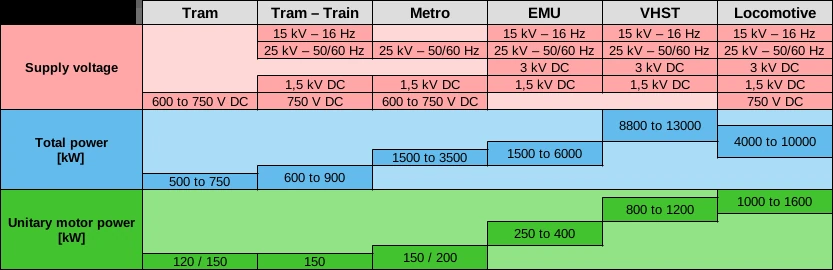 Tram Tram – Train Metro EMU VHST Locomotive
15 kV – 16 Hz 15 kV – 16 Hz 15 kV – 16 Hz 15 kV – 16 Hz
25 kV – 50/60 Hz 25 kV – 50/60 Hz 25 kV – 50/60 Hz 25 kV – 50/60 Hz 25 kV – 50/60 Hz
Supply voltage 3 kV DC 3 kV DC 3 kV DC
1,5 kV DC 1,5 kV DC 1,5 kV DC 1,5 kV DC 1,5 kV DC
600 to 750 V DC 750 V DC 600 to 750 V DC 750 V DC
Total power
[kW]
500 to 750 600 to 900 1500 to 3500 1500 to 6000 8800 to 13000 4000 to 10000
Unitary motor power
[kW]
120 / 150 150 150 / 200 250 to 400 800 to 1200 1000 to 1600